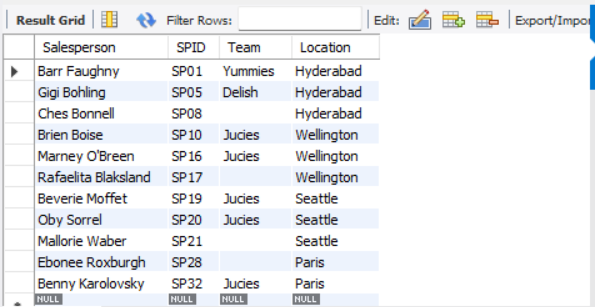 Result Grid Filter Rows: Edit: Export/Impor
Salesperson SPID Team Location
Barr Faughny SP01 Yummies Hyderabad
Gigi Bohling SP05 Delish Hyderabad
Ches Bonnell SP08 Hyderabad
Brien Boise SP10 Jucies Wellington
Marney O'Breen SP16 Jucies Wellington
Rafaelita Blaksland SP17 Wellington
Beverie Moffet SP19 Jucies Seattle
Oby Sorrel SP20 Jucies Seattle
Mallorie Waber SP21 Seattle
Ebonee Roxburgh SP28 Paris
Benny Karolovsky SP32 Jucies Paris
NULL NULL NULL NULL